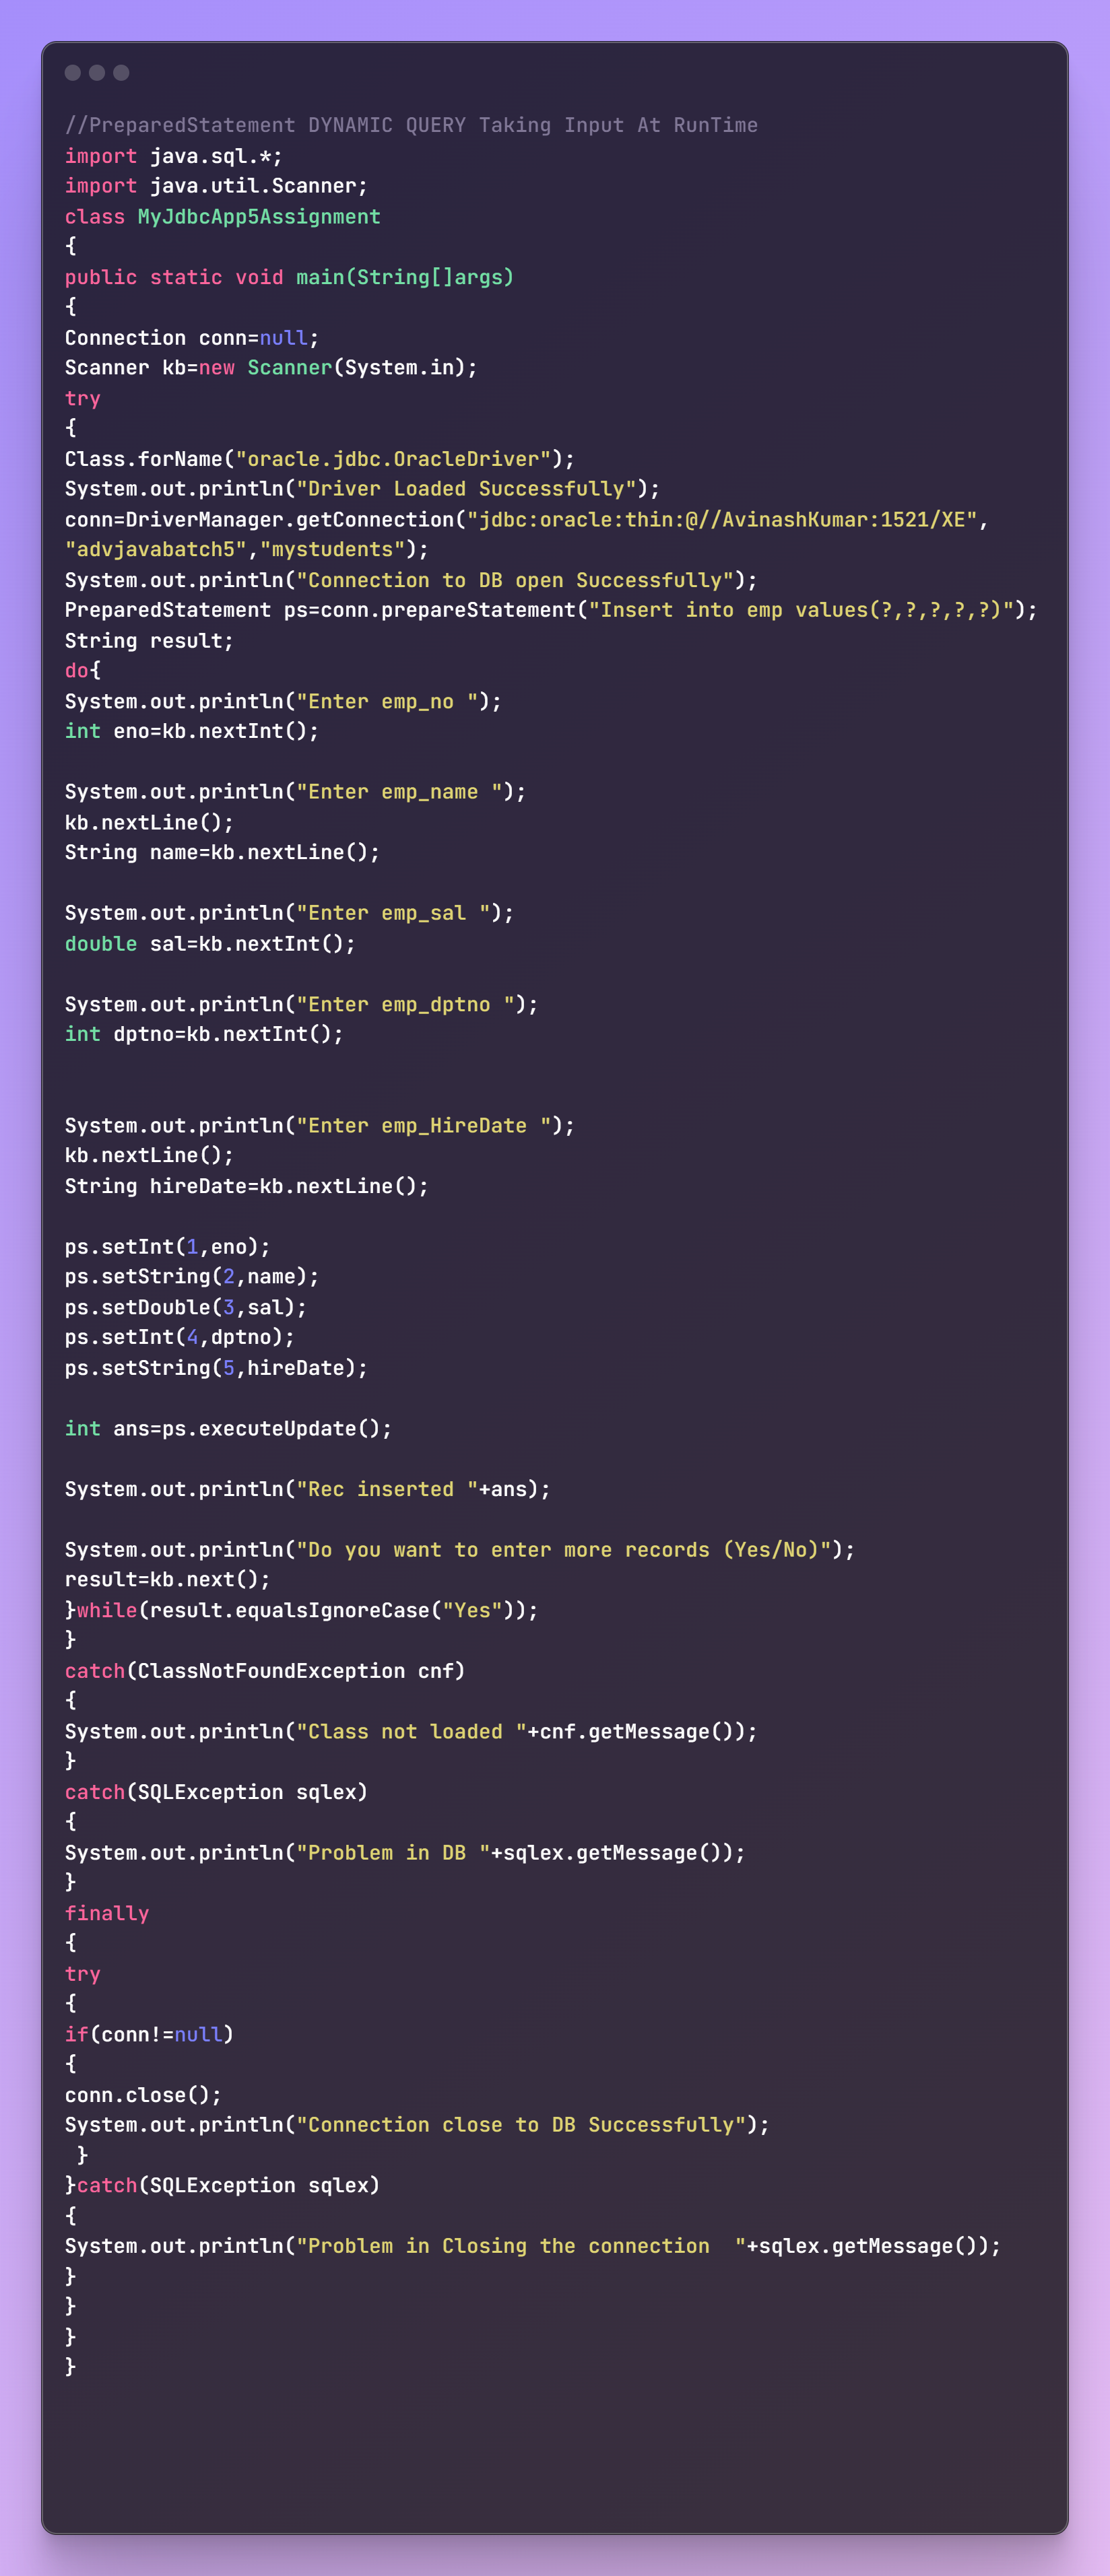 //PreparedStatement DYNAMIC QUERY Taking Input At RunTime
import java.sql.*;
import java.util.Scanner;
class MyJdbcApp5Assignment
{
public static void main(String[]args)
{
Connection conn=null;
Scanner kb=new Scanner(System.in);
try
{
Class.forName("oracle.jdbc.OracleDriver");
System.out.println("Driver Loaded Successfully");
conn=DriverManager.getConnection("jdbc:oracle:thin:@//AvinashKumar:1521/XE",
"advjavabatch5","mystudents");
System.out.println("Connection to DB open Successfully");
PreparedStatement ps=conn.prepareStatement("Insert into emp values(?,?,?,?,?)");
String result;
do{
System.out.println("Enter emp_no ");
int eno=kb.nextInt();

System.out.println("Enter emp_name ");
kb.nextLine();
String name=kb.nextLine();

System.out.println("Enter emp_sal ");
double sal=kb.nextInt();

System.out.println("Enter emp_dptno ");
int dptno=kb.nextInt();


System.out.println("Enter emp_HireDate ");
kb.nextLine();
String hireDate=kb.nextLine();

ps.setInt(1,eno);
ps.setString(2,name);
ps.setDouble(3,sal);
ps.setInt(4,dptno);
ps.setString(5,hireDate);

int ans=ps.executeUpdate();

System.out.println("Rec inserted "+ans);

System.out.println("Do you want to enter more records (Yes/No)");
result=kb.next();
}while(result.equalsIgnoreCase("Yes"));
}
catch(ClassNotFoundException cnf)
{
System.out.println("Class not loaded "+cnf.getMessage());
}
catch(SQLException sqlex)
{
System.out.println("Problem in DB "+sqlex.getMessage());
}
finally
{
try
{
if(conn!=null)
{
conn.close();
System.out.println("Connection close to DB Successfully");
 }
}catch(SQLException sqlex)
{
System.out.println("Problem in Closing the connection  "+sqlex.getMessage());
}
}
}
}